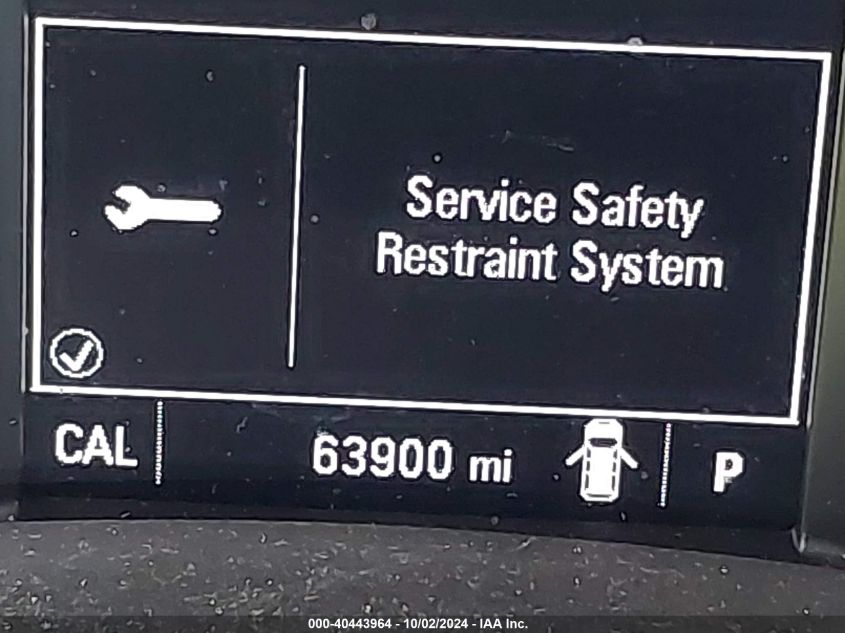 Service Safety
Restraint System
CAL 63900 mi P
000-40443964 - 10/02/2024 - IAA Inc.